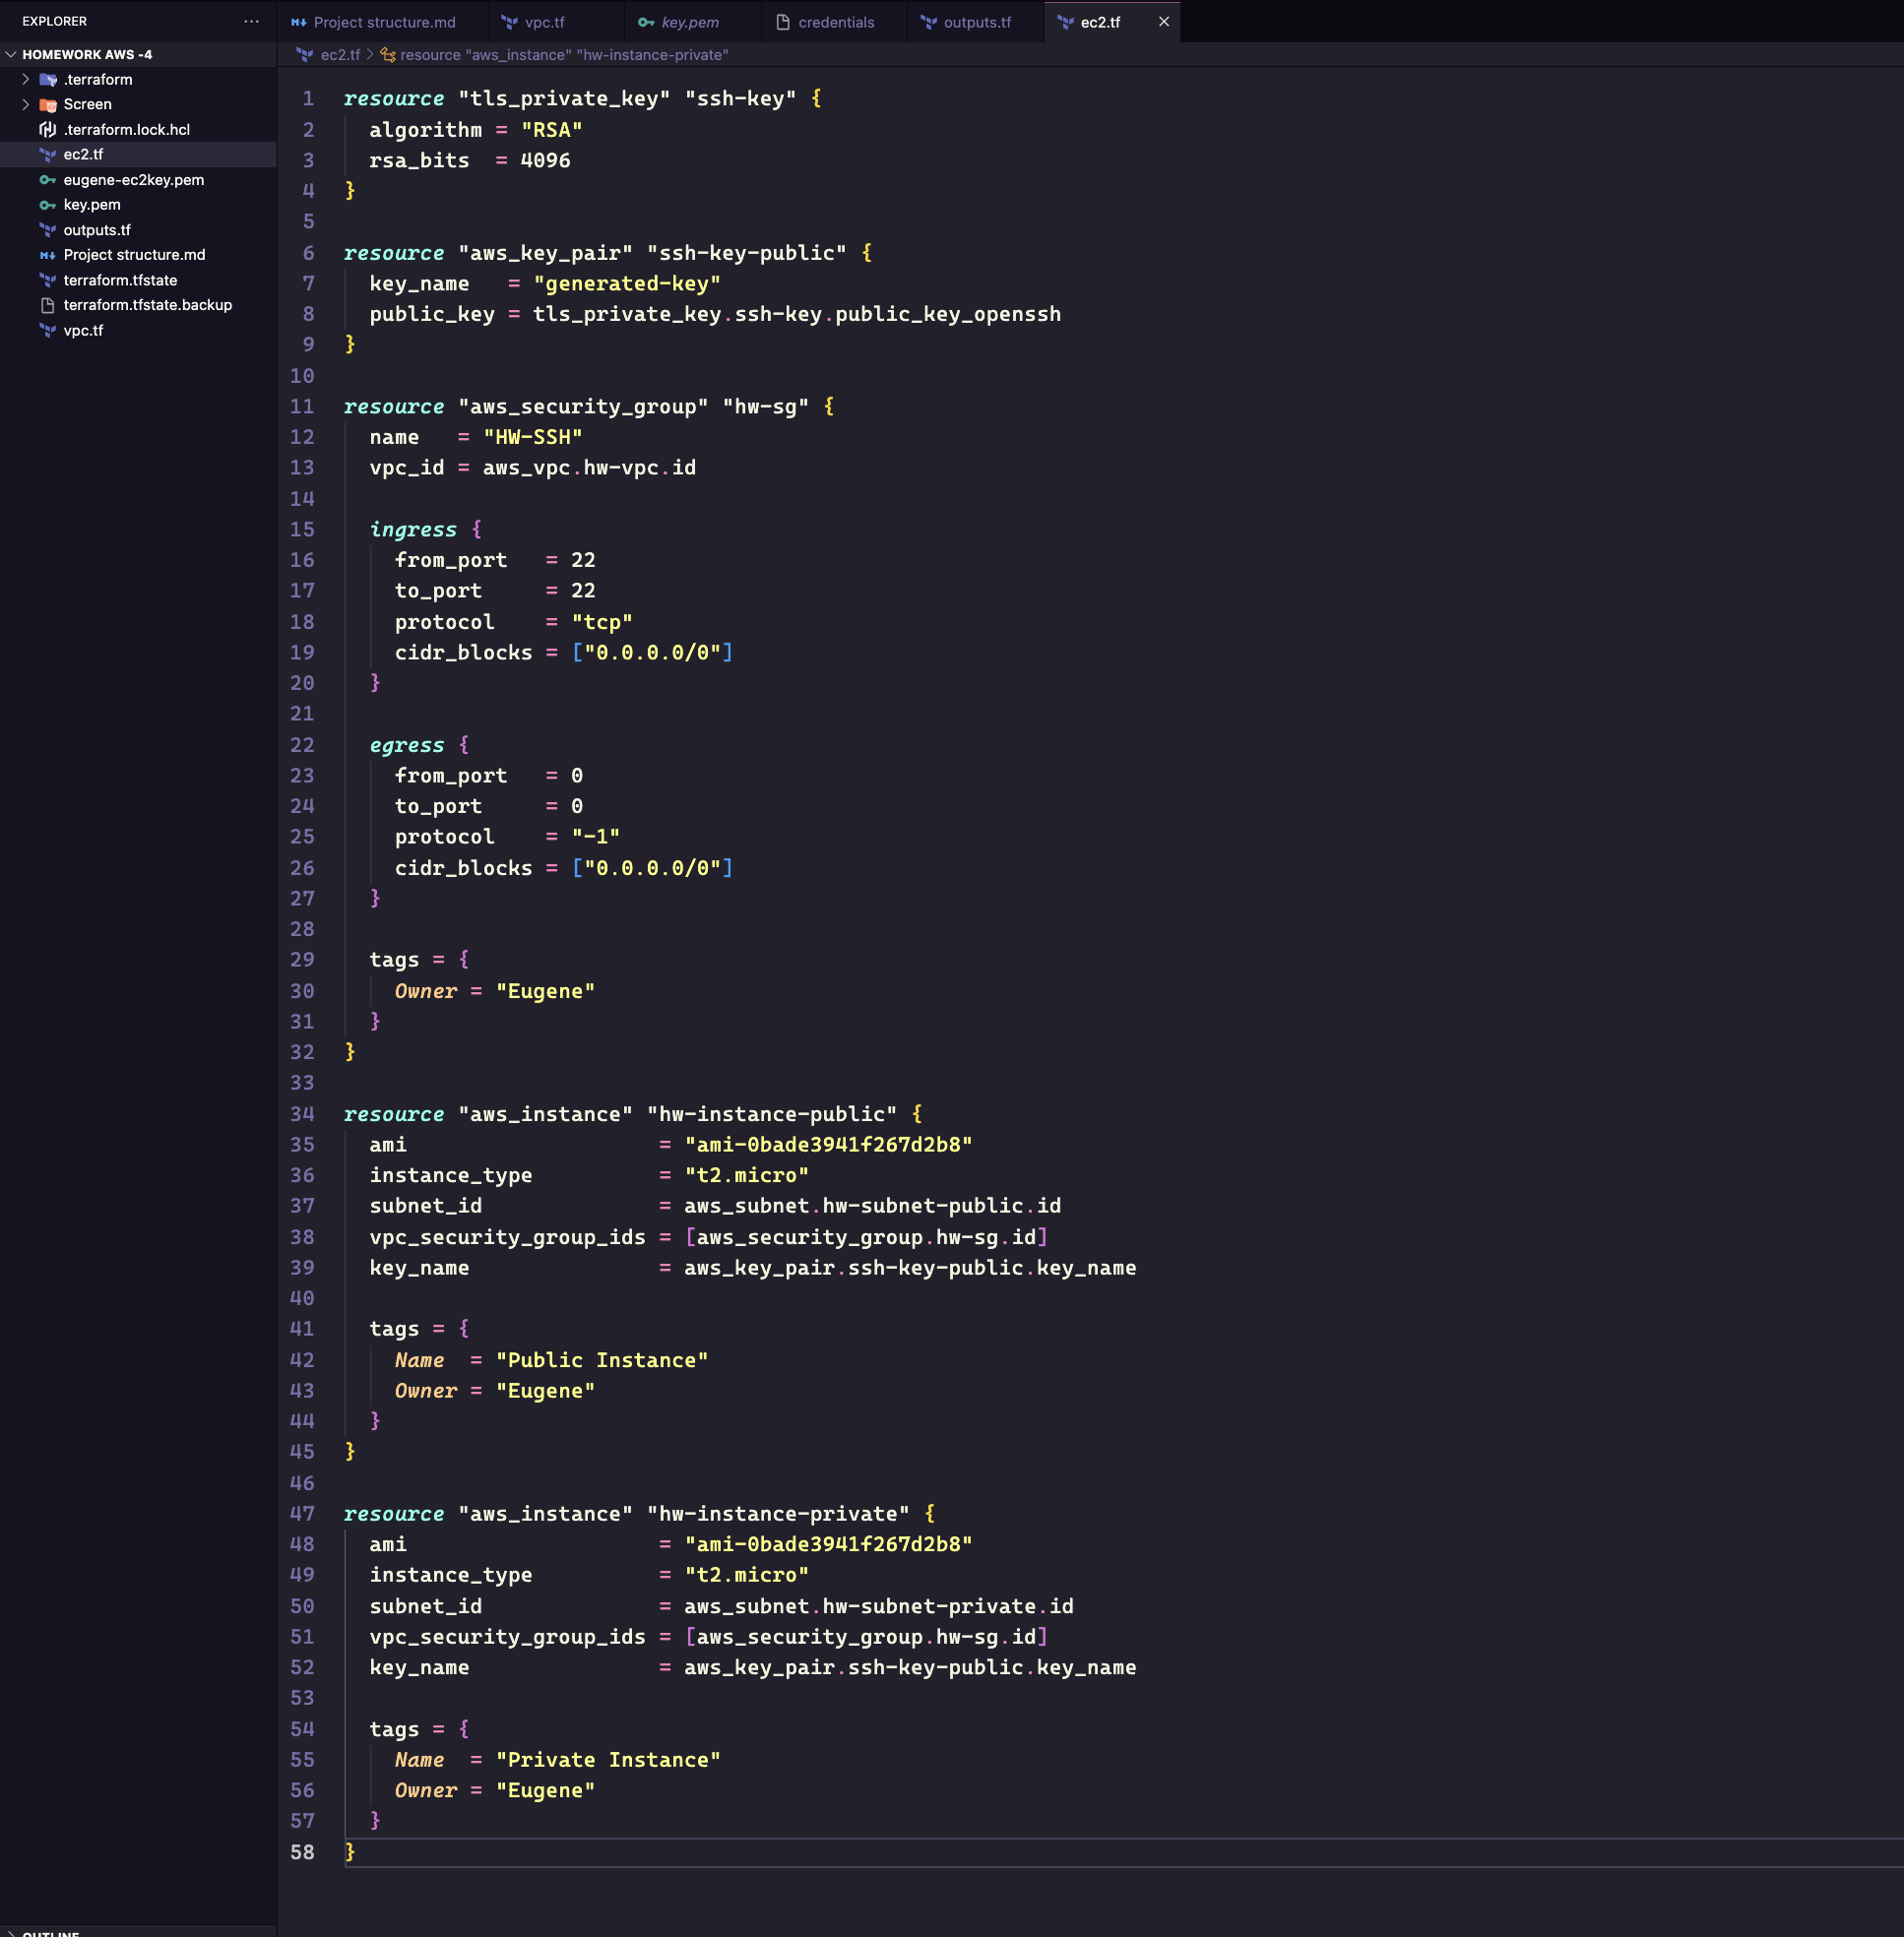 EXPLORER
HOMEWORK AWS -4
.terraform
Screen
.terraform.lock.hcl
ec2.tf
eugene-ec2key.pem
key.pem
outputs.tf
Project structure.md
terraform.tfstate
terraform.tfstate.backup
vpc.tf
OUTLINE
Project structure.md vpc.tf key.pem credentials outputs.tf ec2.tf
ec2.tf > resource "aws_instance" "hw-instance-private"
1 resource "tls_private_key" "ssh-key" {
2 algorithm = "RSA"
3 rsa_bits  = 4096
4 }
5
6 resource "aws_key_pair" "ssh-key-public" {
7 key_name   = "generated-key"
8 public_key = tls_private_key.ssh-key.public_key_openssh
9 }
10
11 resource "aws_security_group" "hw-sg" {
12 name   = "HW-SSH"
13 vpc_id = aws_vpc.hw-vpc.id
14
15 ingress {
16 from_port   = 22
17 to_port     = 22
18 protocol    = "tcp"
19 cidr_blocks = ["0.0.0.0/0"]
20 }
21
22 egress {
23 from_port   = 0
24 to_port     = 0
25 protocol    = "-1"
26 cidr_blocks = ["0.0.0.0/0"]
27 }
28
29 tags = {
30 Owner = "Eugene"
31 }
32 }
33
34 resource "aws_instance" "hw-instance-public" {
35 ami                    = "ami-0bade3941f267d2b8"
36 instance_type          = "t2.micro"
37 subnet_id              = aws_subnet.hw-subnet-public.id
38 vpc_security_group_ids = [aws_security_group.hw-sg.id]
39 key_name               = aws_key_pair.ssh-key-public.key_name
40
41 tags = {
42 Name  = "Public Instance"
43 Owner = "Eugene"
44 }
45 }
46
47 resource "aws_instance" "hw-instance-private" {
48 ami                    = "ami-0bade3941f267d2b8"
49 instance_type          = "t2.micro"
50 subnet_id              = aws_subnet.hw-subnet-private.id
51 vpc_security_group_ids = [aws_security_group.hw-sg.id]
52 key_name               = aws_key_pair.ssh-key-public.key_name
53
54 tags = {
55 Name  = "Private Instance"
56 Owner = "Eugene"
57 }
58 }